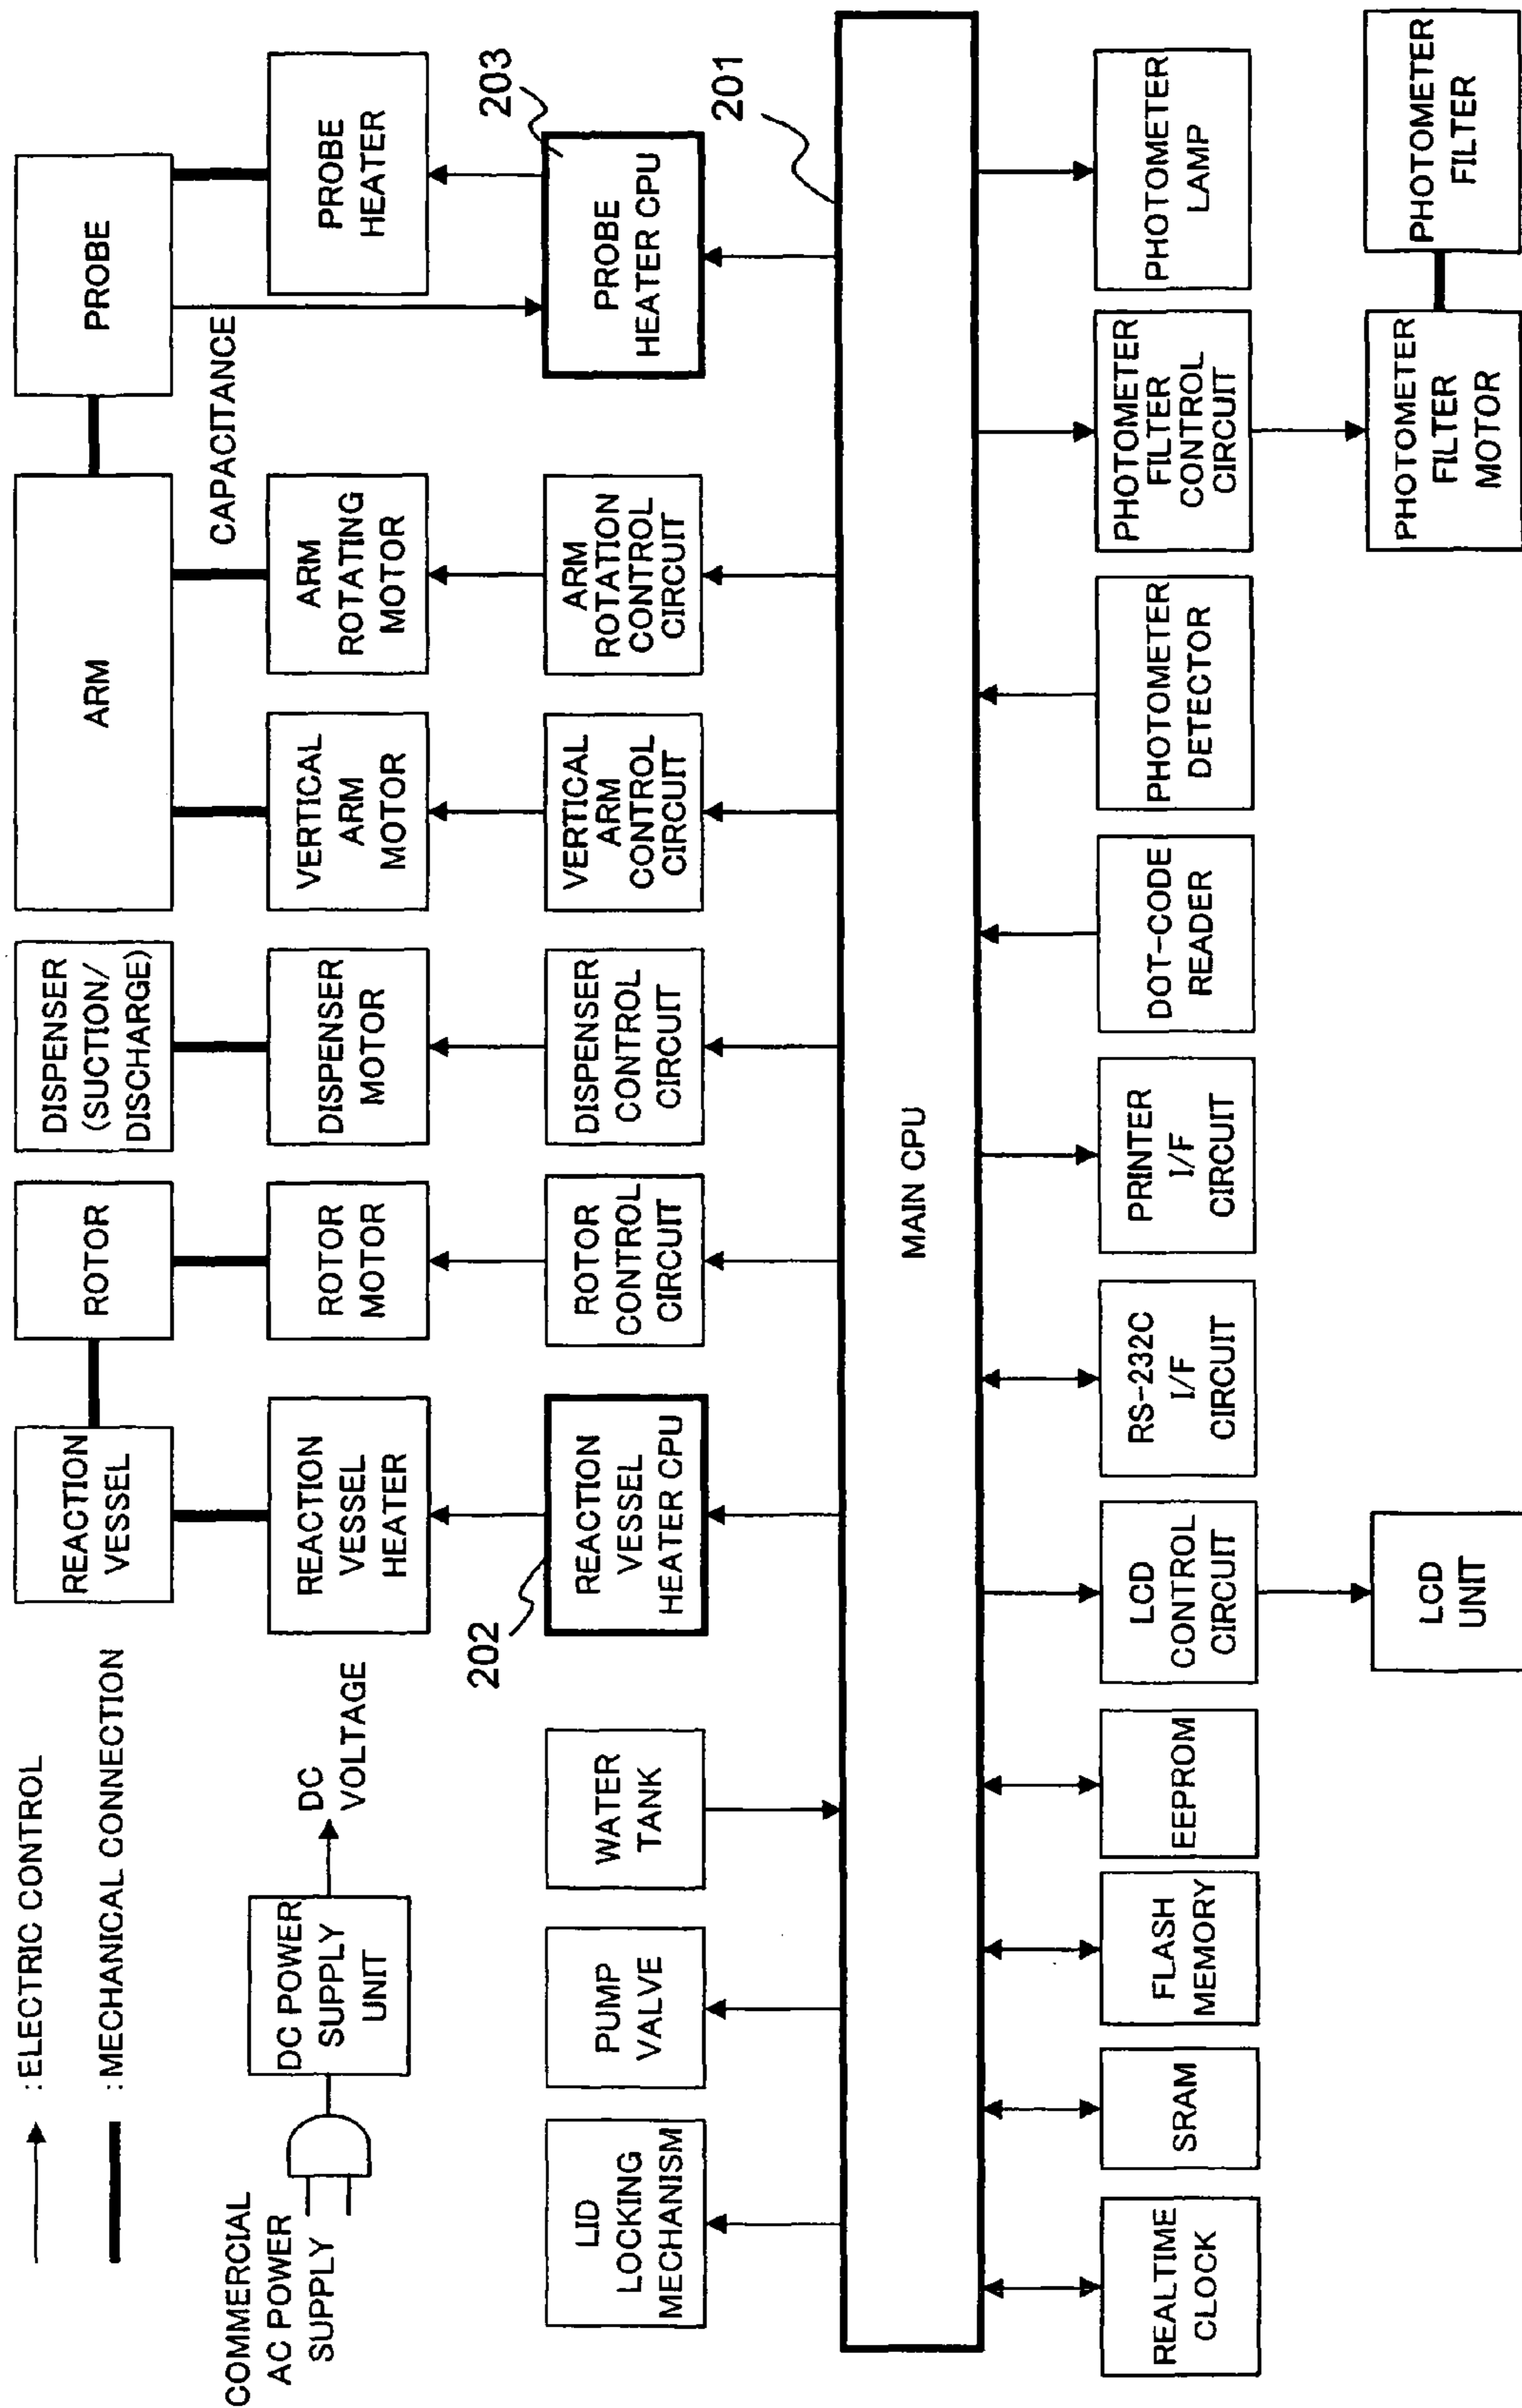 : ELECTRIC CONTROL
: MECHANICAL CONNECTION
COMMERCIAL
AC POWER
SUPPLY
DC POWER
SUPPLY
UNIT
DC
VOLTAGE
REACTION
VESSEL
ROTOR
DISPENSER
(SUCTION/
DISCHARGE)
ARM
PROBE
REACTION
VESSEL
HEATER
ROTOR
MOTOR
DISPENSER
MOTOR
VERTICAL
ARM
MOTOR
ARM
ROTATING
MOTOR
CAPACITANCE
PROBE
HEATER
LID
LOCKING
MECHANISM
PUMP
VALVE
WATER
TANK
202
REACTION
VESSEL
HEATER CPU
ROTOR
CONTROL
CIRCUIT
DISPENSER
CONTROL
CIRCUIT
VERTICAL
ARM
CONTROL
CIRCUIT
ARM
ROTATION
CONTROL
CIRCUIT
PROBE
HEATER CPU
203
201
MAIN CPU
REALTIME
CLOCK
SRAM
FLASH
MEMORY
EEPROM
LCD
CONTROL
CIRCUIT
RS-232C
I/F
CIRCUIT
PRINTER
I/F
CIRCUIT
DOT-CODE
READER
PHOTOMETER
DETECTOR
PHOTOMETER
FILTER
CONTROL
CIRCUIT
PHOTOMETER
LAMP
LCD
UNIT
PHOTOMETER
FILTER
MOTOR
PHOTOMETER
FILTER